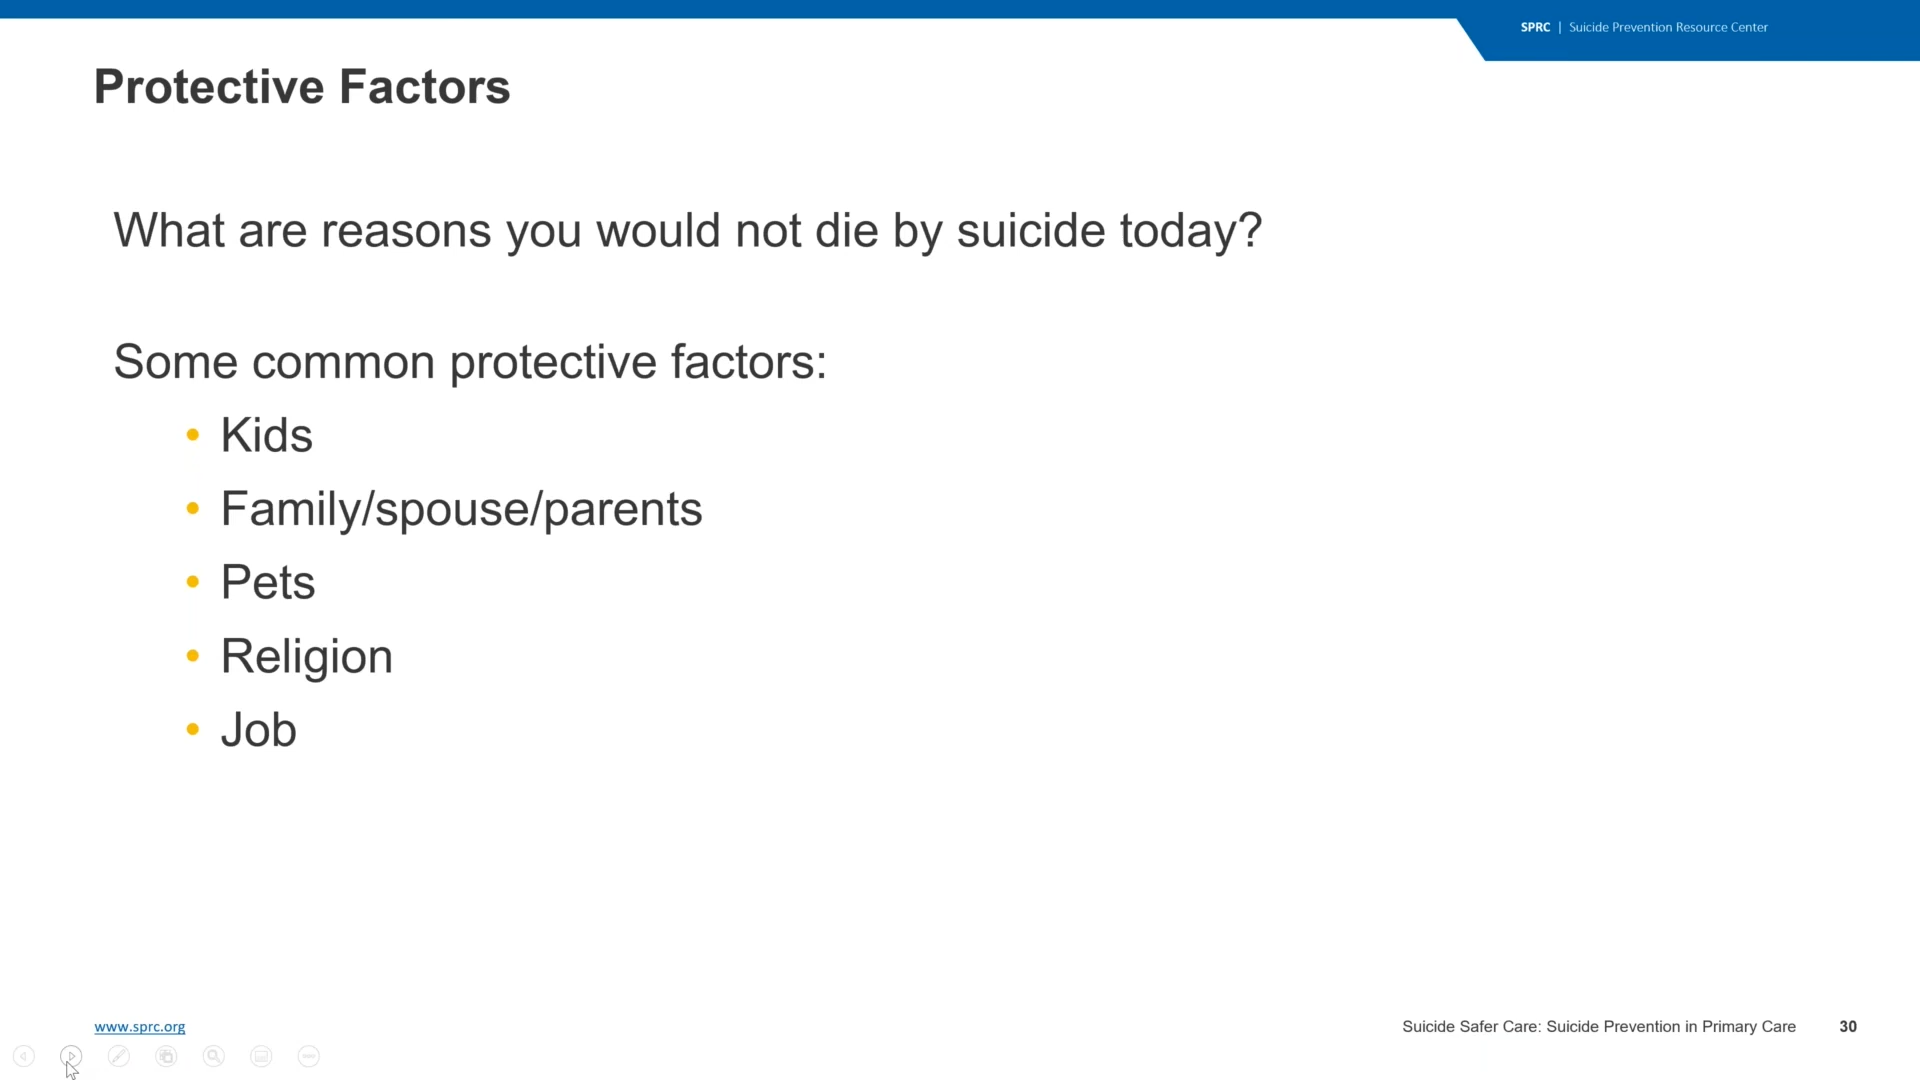 SPRC | Suicide Prevention Resource Center
Protective Factors
What are reasons you would not die by suicide today?
Some common protective factors:
• Kids
• Family/spouse/parents
• Pets
• Religion
• Job
www.sprc.org
Suicide Safer Care: Suicide Prevention in Primary Care 30